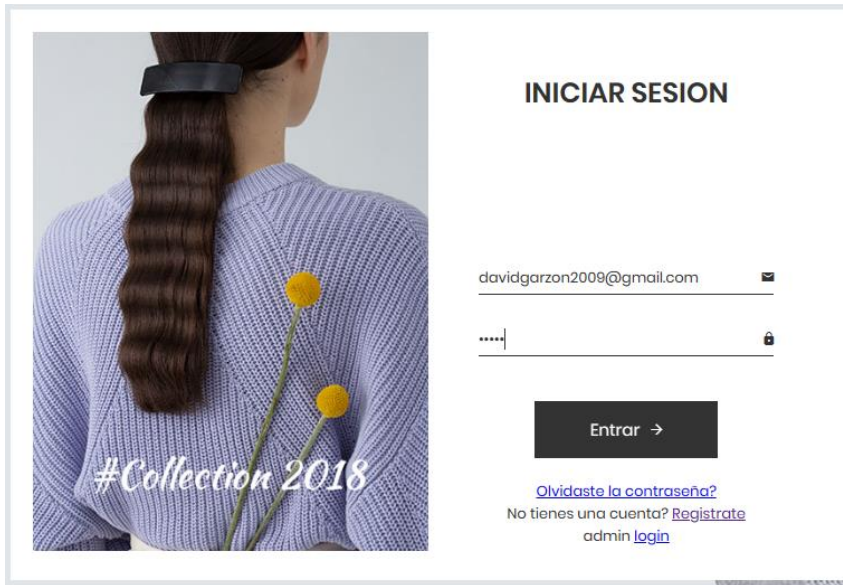 #Collection 2018
INICIAR SESION
davidgarzon2009@gmail.com
•••••
Entrar →
Olvidaste la contraseña?
No tienes una cuenta? Registrate
admin login